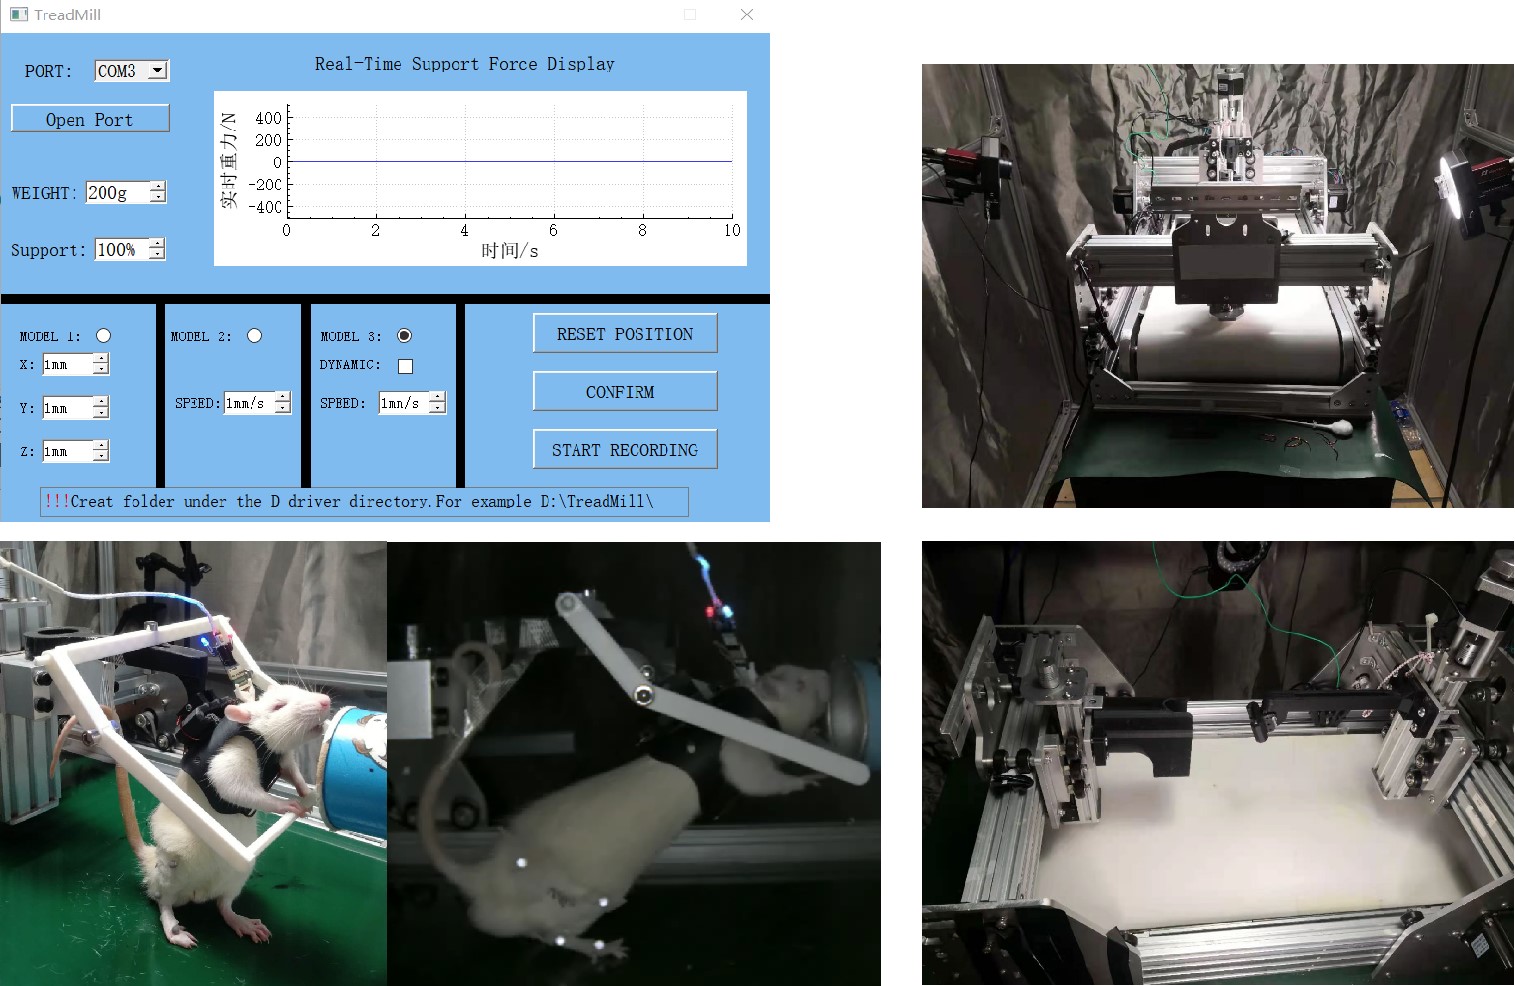 TreadMill
PORT: COM3
Open Port
WEIGHT: 200g
Support: 100%
Real-Time Support Force Display
实时重力/N
400
200
0
-200
-400
0 2 4 6 8 10
时间/s
MODEL 1:
X: 1mm
Y: 1mm
Z: 1mm
MODEL 2:
SPEED: 1mm/s
MODEL 3:
DYNAMIC:
SPEED: 1mm/s
RESET POSITION
CONFIRM
START RECORDING
!!!Creat folder under the D driver directory.For example D:\TreadMill\